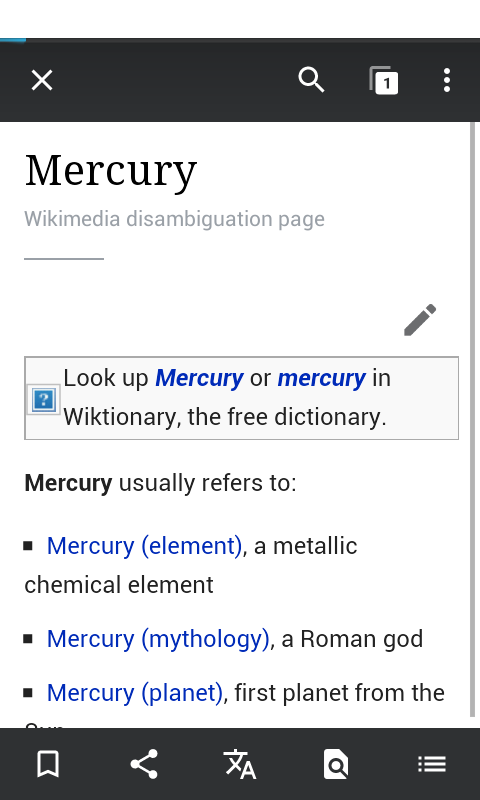 1
Mercury
Wikimedia disambiguation page
Look up Mercury or mercury in
Wiktionary, the free dictionary.
Mercury usually refers to:
▪ Mercury (element), a metallic
chemical element
▪ Mercury (mythology), a Roman god
▪ Mercury (planet), first planet from the